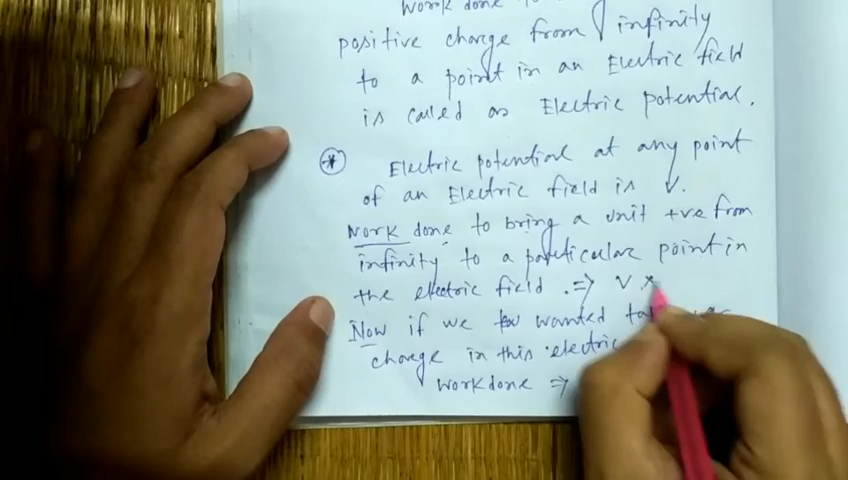 work done to
positive charge from infinity
to a point in an Electric field
is called as Electric potential.
* Electric potential at any point
of an Electric field is V.
Work done to bring a unit +ve from
infinity to a particular point in
the electric field . ⇒ V ×
Now if we wanted
charge in this electric
workdone ⇒